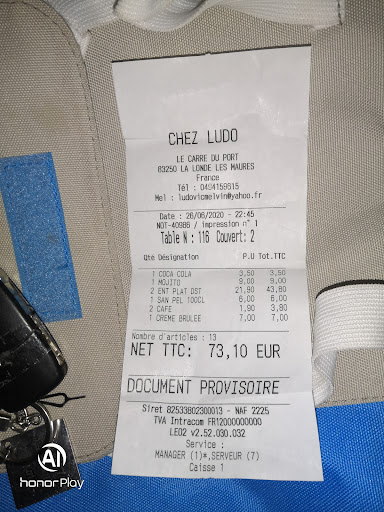 CHEZ LUDO
LE CARRE DU PORT
83250 LA LONDE LES MAURES
France
Tél : 0494158615
Mel : ludovicmelvin@yahoo.fr
Date : 26/06/2020 - 22:45
NOT-40986 / impression n° 1
Table N : 116 Couvert: 2
Qté Désignation P.U Tot.TTC
1 COCA COLA 3,50 3,50
1 MOJITO 9,00 9,00
2 ENT PLAT DST 21,90 43,80
1 SAN PEL 100CL 6,00 6,00
2 CAFE 1,90 3,80
1 CREME BRULEE 7,00 7,00
Nombre d'articles : 13
NET TTC: 73,10 EUR
DOCUMENT PROVISOIRE
Siret 82533802300013 - NAF 2225
TVA Intracom FR12000000000
LEO2 v2.52.030.032
Service :
MANAGER (1)*,SERVEUR (7)
Caisse 1
AI
honor Play